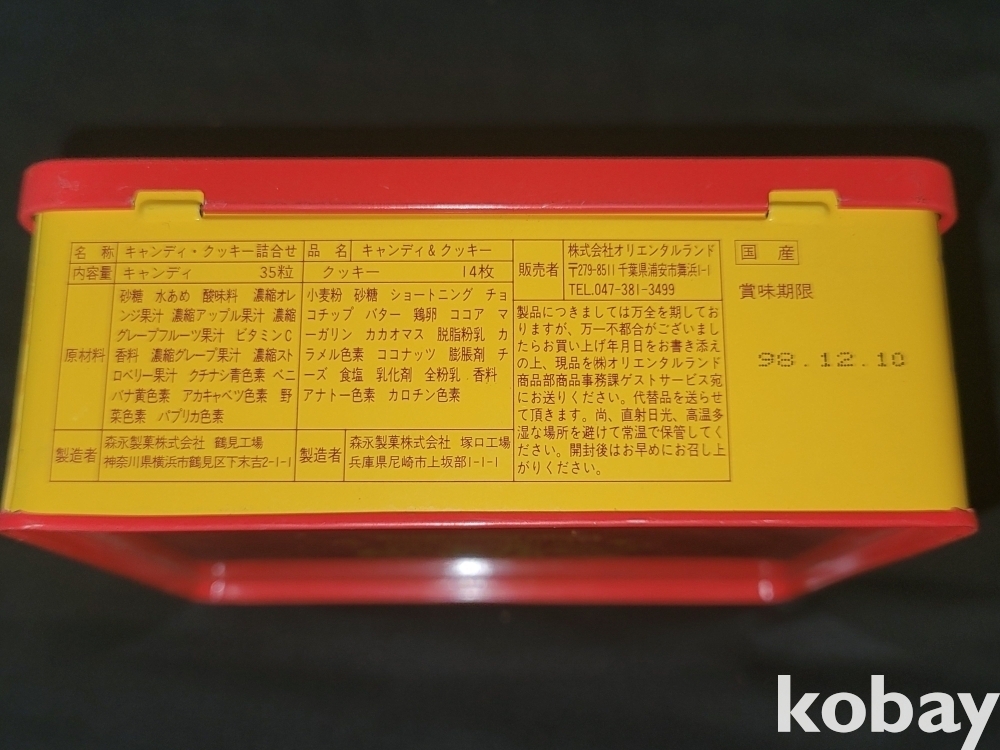 名 称 キャンディ・クッキー詰合せ
内容量 キャンディ 35粒
原材料
砂糖 水あめ 酸味料 濃縮オレ
ンジ果汁 濃縮アップル果汁 濃縮
グレープフルーツ果汁 ビタミンC
香料 濃縮グレープ果汁 濃縮スト
ロベリー果汁 クチナシ青色素 ベニ
バナ黄色素 アカキャベツ色素 野
菜色素 パプリカ色素
製造者
森永製菓株式会社 鶴見工場
神奈川県横浜市鶴見区下末吉2-1-1
品 名 キャンディ&クッキー
クッキー 14枚
小麦粉 砂糖 ショートニング チョ
コチップ バター 鶏卵 ココア マ
ーガリン カカオマス 脱脂粉乳 カ
ラメル色素 ココナッツ 膨脹剤 チ
ーズ 食塩 乳化剤 全粉乳 香料
アナトー色素 カロチン色素
製造者
森永製菓株式会社 塚口工場
兵庫県尼崎市上坂部1-1-1
販売者
株式会社オリエンタルランド
〒279-8511 千葉県浦安市舞浜1-1
TEL.047-381-3499
製品につきましては万全を期してお
りますが、万一不都合がございまし
たらお買い上げ年月日をお書き添え
の上、現品を㈱オリエンタルランド
商品部商品事務課ゲストサービス宛
にお送りください。代替品を送らせ
て頂きます。尚、直射日光、高温多
湿な場所を避けて常温で保管してく
ださい。開封後はお早めにお召し上
がりください。
国 産
賞味期限
98.12.10
kobay